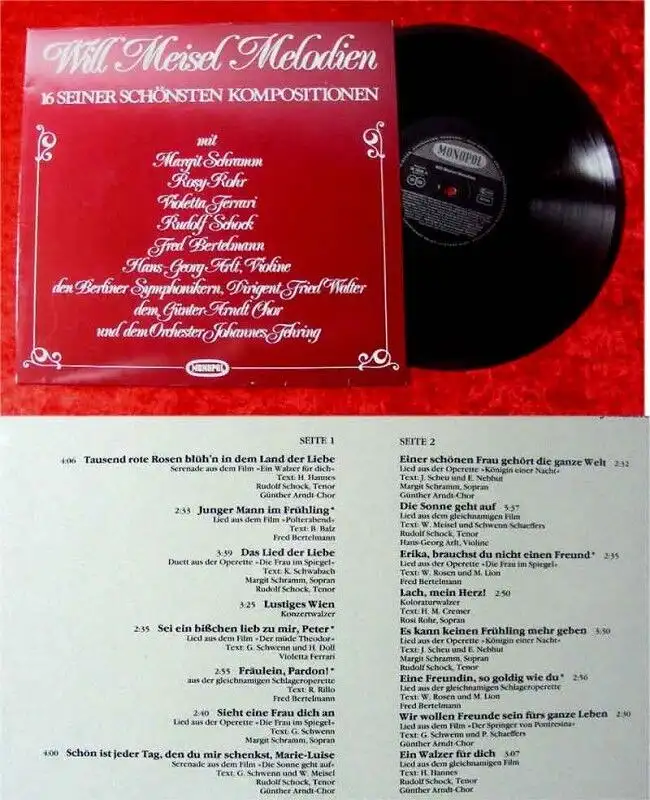 Will Meisel Melodien
16 SEINER SCHÖNSTEN KOMPOSITIONEN
mit
Margit Schramm
Rosy Rohr
Violetta Ferrari
Rudolf Schock
Fred Bertelmann
Hans-Georg Arlt, Violine
den Berliner Symphonikern, Dirigent Fried Walter
dem Günter Arndt Chor
und dem Orchester Johannes Fehring
MONOPOL
MONOPOL
SEITE 1
4:06 Tausend rote Rosen blüh'n in dem Land der Liebe
Serenade aus dem Film «Ein Walzer für dich»
Text: H. Hannes
Rudolf Schock, Tenor
Günther Arndt-Chor
2:33 Junger Mann im Frühling*
Lied aus dem Film «Polterabend»
Text: B. Balz
Fred Bertelmann
3:39 Das Lied der Liebe
Duett aus der Operette «Die Frau im Spiegel»
Text: K. Schwabach
Margit Schramm, Sopran
Rudolf Schock, Tenor
3:25 Lustiges Wien
Konzertwalzer
2:35 Sei ein bißchen lieb zu mir, Peter*
Lied aus dem Film «Der müde Theodor»
Text: G. Schwenn und H. Doll
Violetta Ferrari
2:55 Fräulein, Pardon!*
aus der gleichnamigen Schlageroperette
Text: R. Rillo
Fred Bertelmann
2:40 Sieht eine Frau dich an
Lied aus der Operette «Die Frau im Spiegel»
Text: G. Schwenn
Margit Schramm, Sopran
4:00 Schön ist jeder Tag, den du mir schenkst, Marie-Luise
Serenade aus dem Film «Die Sonne geht auf»
Text: G. Schwenn und W. Meisel
Rudolf Schock, Tenor
Günther Arndt-Chor
SEITE 2
Einer schönen Frau gehört die ganze Welt 2:32
Lied aus der Operette «Königin einer Nacht»
Text: J. Scheu und E. Nebhut
Margit Schramm, Sopran
Günther Arndt-Chor
Die Sonne geht auf 3:37
Lied aus dem gleichnamigen Film
Text: W. Meisel und Schwenn-Schaeffers
Rudolf Schock, Tenor
Hans-Georg Arlt, Violine
Erika, brauchst du nicht einen Freund* 2:35
Lied aus der Operette «Die Frau im Spiegel»
Text: W. Rosen und M. Lion
Fred Bertelmann
Lach, mein Herz! 2:50
Koloraturwalzer
Text: H. M. Cremer
Rosi Rohr, Sopran
Es kann keinen Frühling mehr geben 3:30
Lied aus der Operette «Königin einer Nacht»
Text: J. Scheu und E. Nebhut
Margit Schramm, Sopran
Rudolf Schock, Tenor
Eine Freundin, so goldig wie du* 2:36
Lied aus der gleichnamigen Schlageroperette
Text: W. Rosen und M. Lion
Fred Bertelmann
Wir wollen Freunde sein fürs ganze Leben 2:30
Lied aus dem Film «Der Springer von Pontresina»
Text: G. Schwenn und P. Schaeffers
Günther Arndt-Chor
Ein Walzer für dich 3:07
Lied aus dem gleichnamigen Film
Text: H. Hannes
Rudolf Schock, Tenor
Günther Arndt-Chor